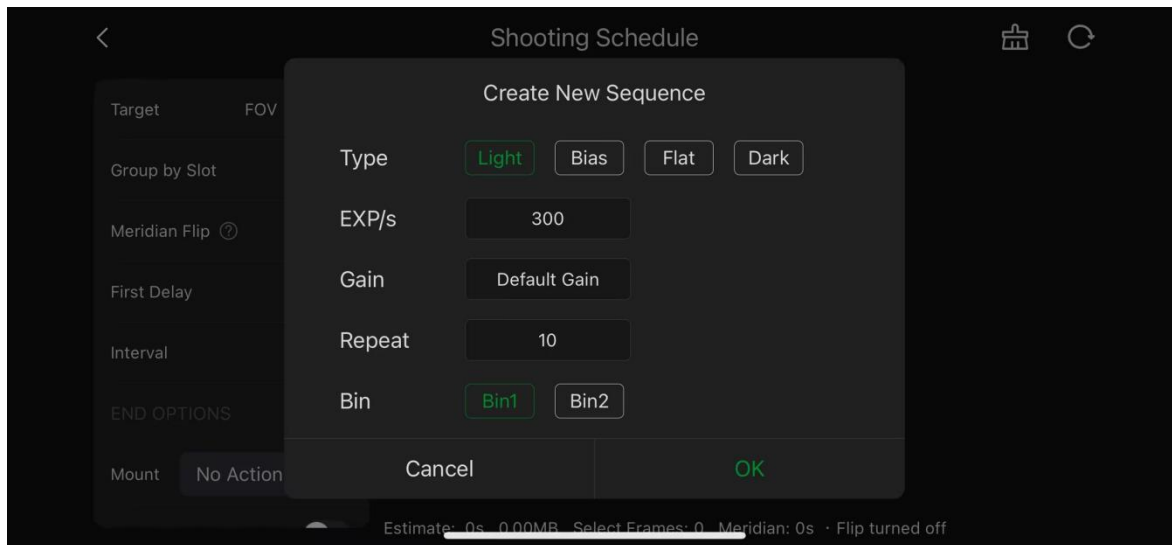 Shooting Schedule
Create New Sequence
Target FOV
Type Light Bias Flat Dark
Group by Slot
EXP/s 300
Meridian Flip ?
Gain Default Gain
First Delay
Repeat 10
Interval
Bin Bin1 Bin2
END OPTIONS
Cancel OK
Mount No Action
Estimate: 0s 0.00MB Select Frames: 0 Meridian: 0s · Flip turned off